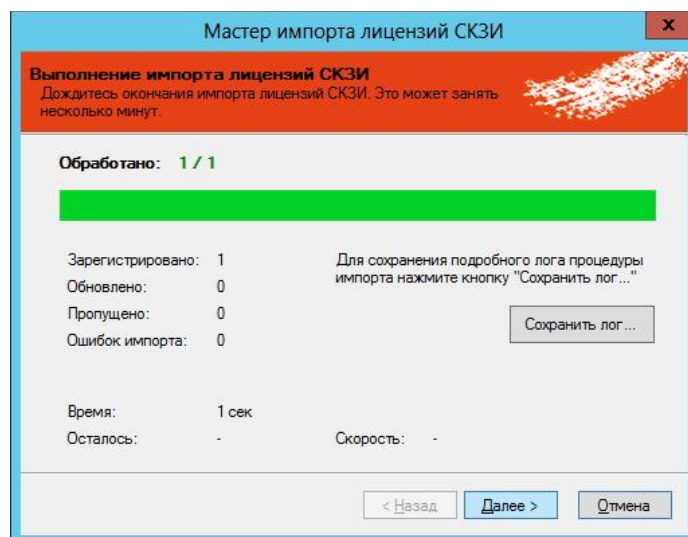 Мастер импорта лицензий СКЗИ
x
Выполнение импорта лицензий СКЗИ
Дождитесь окончания импорта лицензий СКЗИ. Это может занять
несколько минут.
Обработано: 1 / 1
Зарегистрировано: 1
Обновлено: 0
Пропущено: 0
Ошибок импорта: 0
Для сохранения подробного лога процедуры
импорта нажмите кнопку "Сохранить лог..."
Сохранить лог...
Время: 1 сек
Осталось: -
Скорость: -
< Назад
Далее >
Отмена